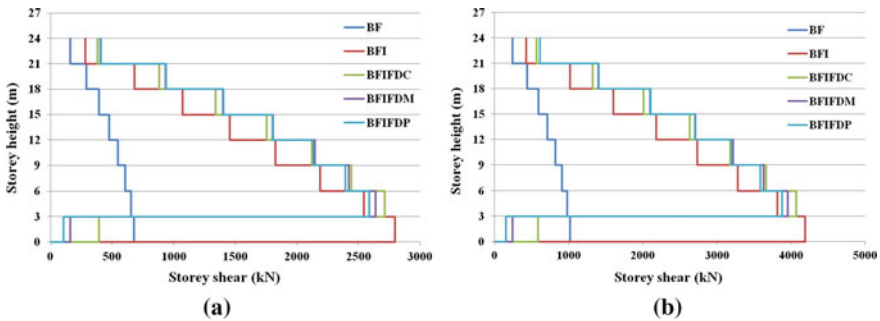 27
24
21
18
15
12
9
6
3
0
Storey height (m)
BF
BFI
BFIFDC
BFIFDM
BFIFDP
0 500 1000 1500 2000 2500 3000
Storey shear (kN)
(a)
27
24
21
18
15
12
9
6
3
0
Storey height (m)
BF
BFI
BFIFDC
BFIFDM
BFIFDP
0 1000 2000 3000 4000 5000
Storey shear (kN)
(b)